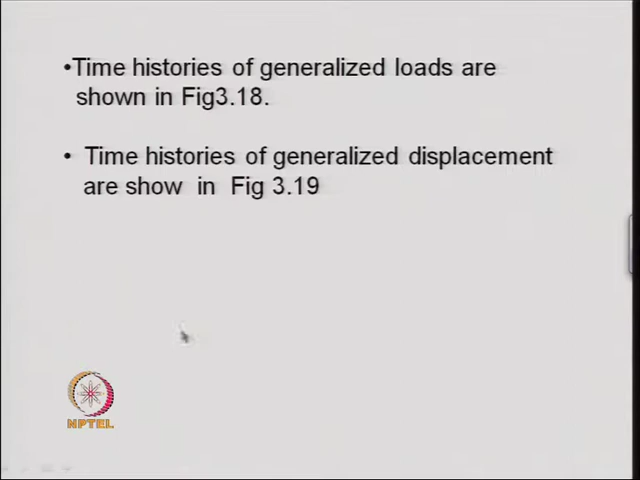 •Time histories of generalized loads are
shown in Fig3.18.
• Time histories of generalized displacement
are show in Fig 3.19
NPTEL